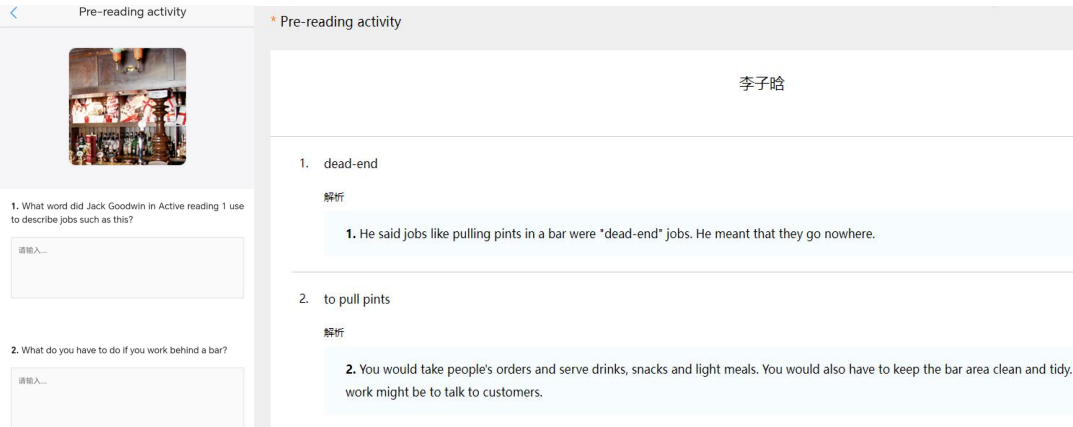 Pre-reading activity
1. What word did Jack Goodwin in Active reading 1 use
to describe jobs such as this?
请输入...
2. What do you have to do if you work behind a bar?
请输入...
* Pre-reading activity
李子晗
1. dead-end
解析
1. He said jobs like pulling pints in a bar were "dead-end" jobs. He meant that they go nowhere.
2. to pull pints
解析
2. You would take people's orders and serve drinks, snacks and light meals. You would also have to keep the bar area clean and tidy.
work might be to talk to customers.